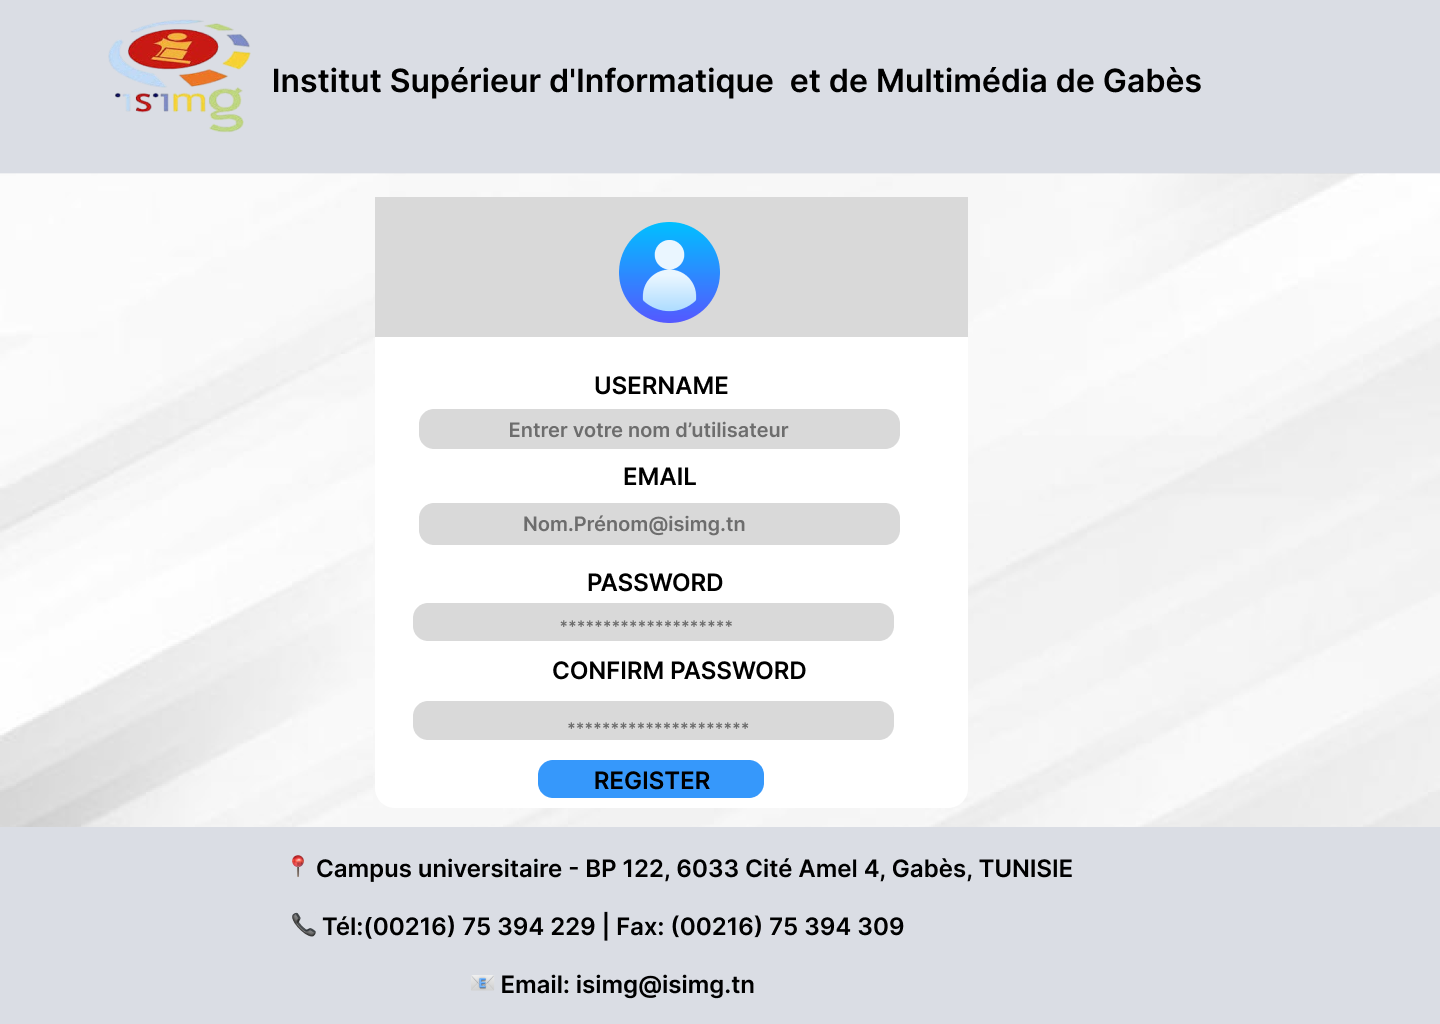 isimg
Institut Supérieur d'Informatique  et de Multimédia de Gabès
USERNAME
Entrer votre nom d’utilisateur
EMAIL
Nom.Prénom@isimg.tn
PASSWORD
********************
CONFIRM PASSWORD
*********************
REGISTER
Campus universitaire - BP 122, 6033 Cité Amel 4, Gabès, TUNISIE
Tél:(00216) 75 394 229 | Fax: (00216) 75 394 309
Email: isimg@isimg.tn